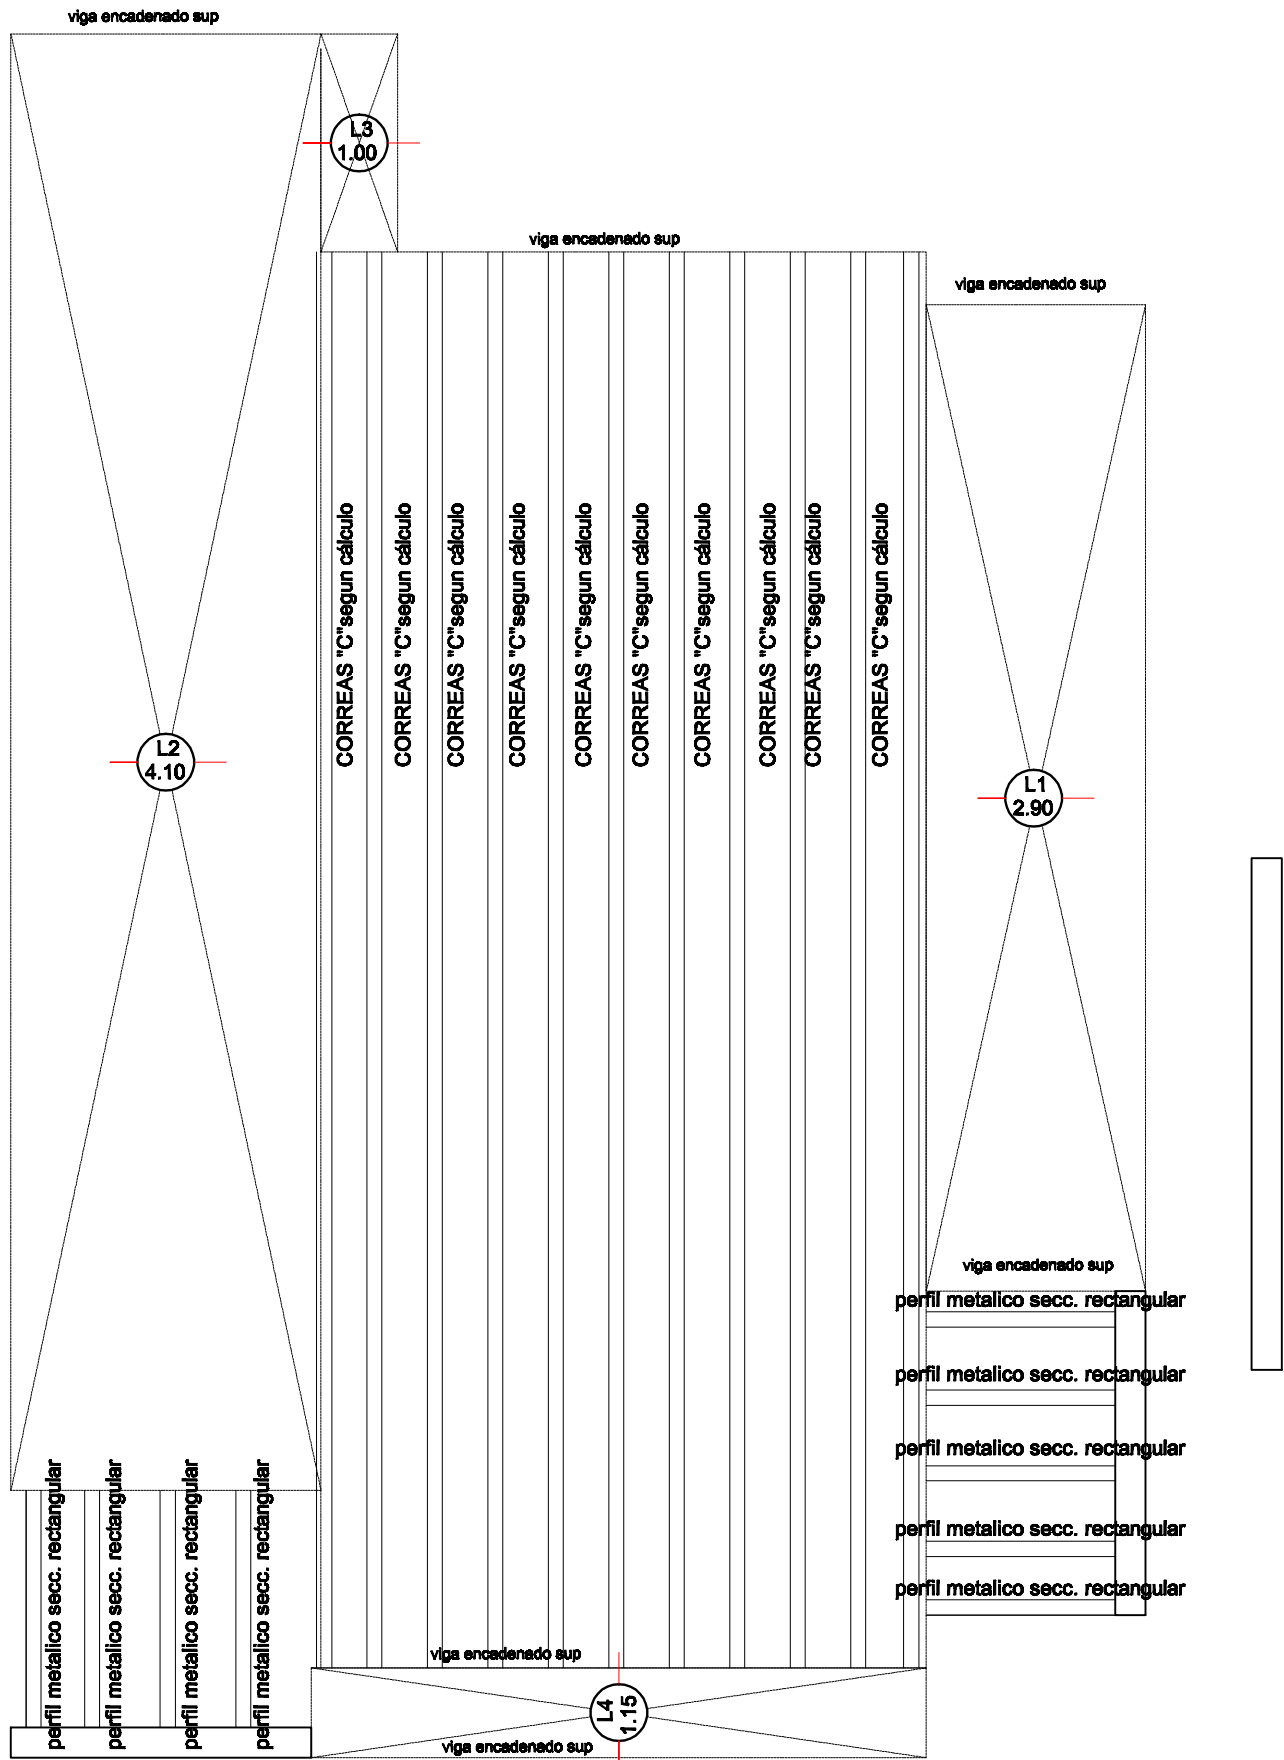 viga encadenado sup
L3
1.00
viga encadenado sup
viga encadenado sup
CORREAS "C"segun cálculo
CORREAS "C"segun cálculo
CORREAS "C"segun cálculo
CORREAS "C"segun cálculo
CORREAS "C"segun cálculo
CORREAS "C"segun cálculo
CORREAS "C"segun cálculo
CORREAS "C"segun cálculo
CORREAS "C"segun cálculo
CORREAS "C"segun cálculo
L2
4.10
L1
2.90
viga encadenado sup
perfil metalico secc. rectangular
perfil metalico secc. rectangular
perfil metalico secc. rectangular
perfil metalico secc. rectangular
perfil metalico secc. rectangular
perfil metalico secc. rectangular
perfil metalico secc. rectangular
perfil metalico secc. rectangular
perfil metalico secc. rectangular
viga encadenado sup
L4
1.15
viga encadenado sup